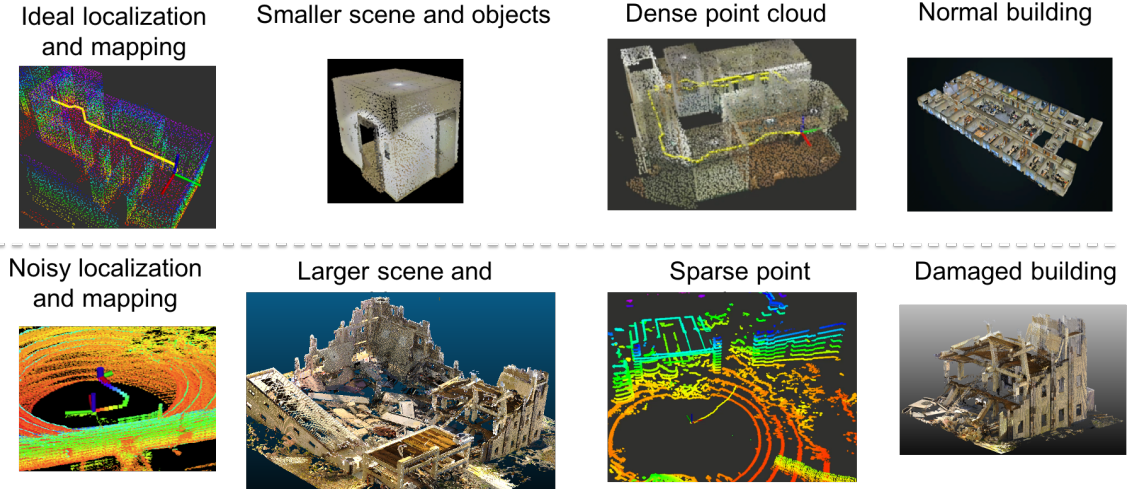 Ideal localization
and mapping
Smaller scene and objects
Dense point cloud
Normal building
Noisy localization
and mapping
Larger scene and
Sparse point
Damaged building